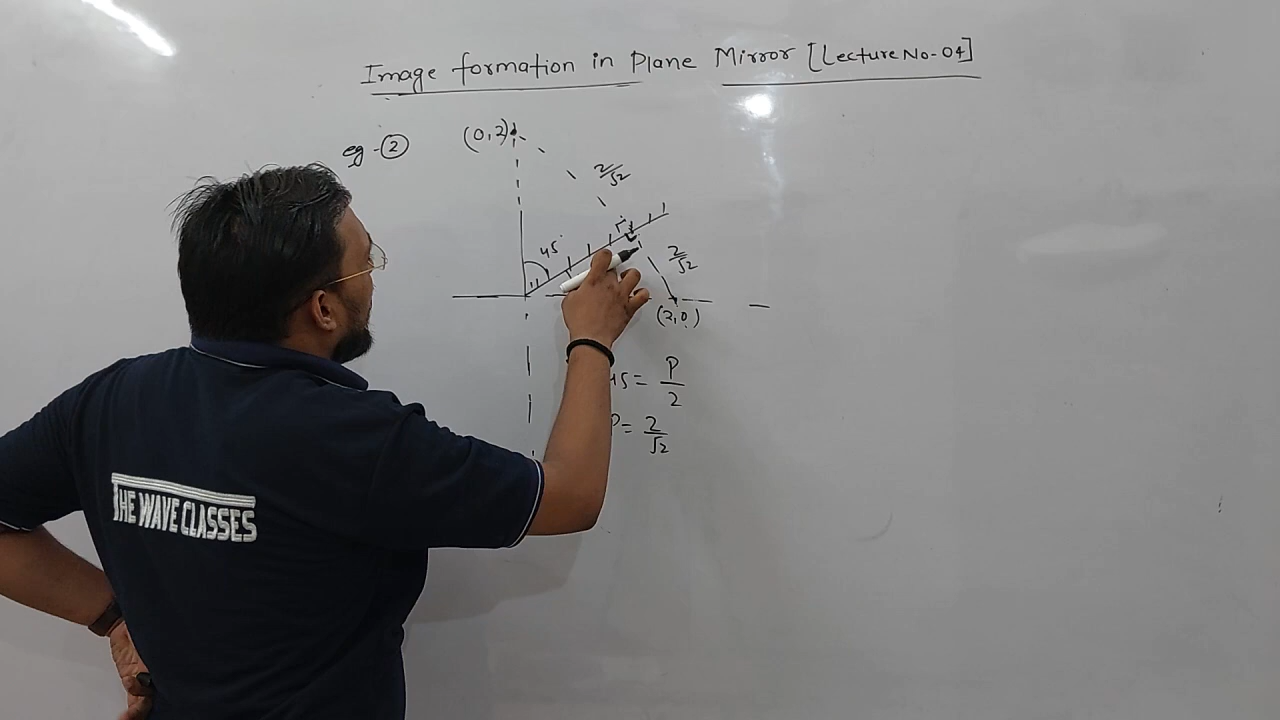 Image formation in Plane Mirror [Lecture No-04]
eg-②
(0,2)
2/√2
45°
2/√2
(2,0)
45 = P/2
P = 2/√2
THE WAVE CLASSES